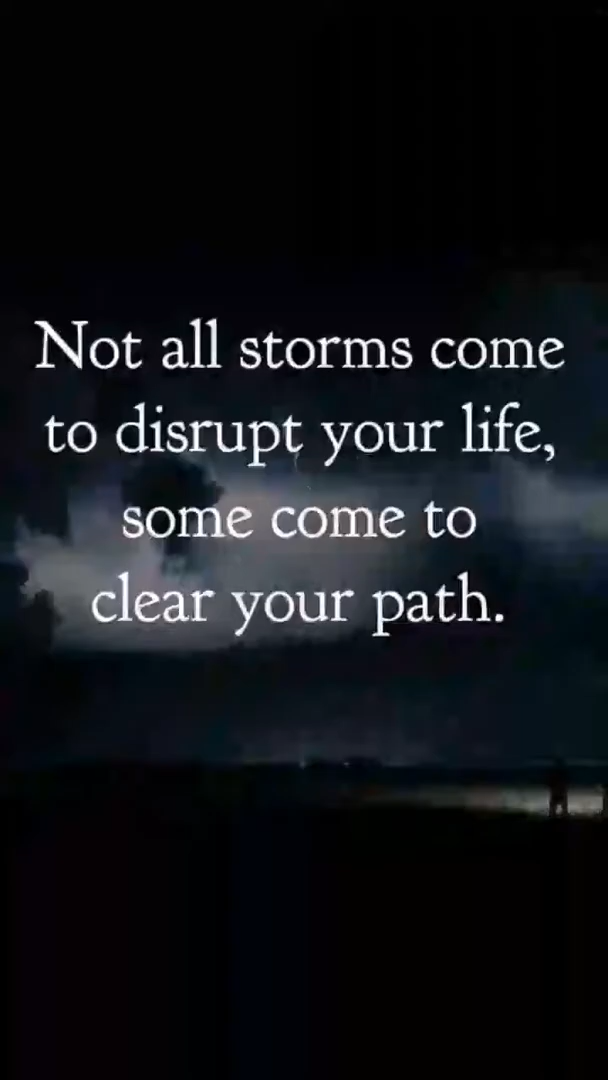 Not all storms come
to disrupt your life,
some come to
clear your path.